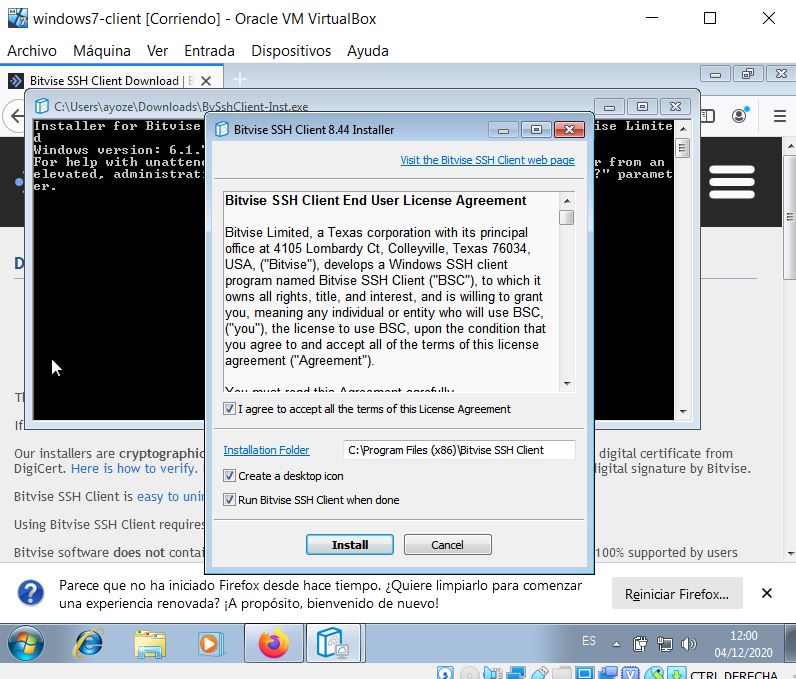 windows7-client [Corriendo] - Oracle VM VirtualBox
Archivo Máquina Ver Entrada Dispositivos Ayuda
Bitvise SSH Client Download |
C:\Users\ayoze\Downloads\BvSshClient-Inst.exe
Installer for Bitvise
ise Limite
d
Windows version: 6.1.
For help with unatten
r from an
elevated, administrati
?" paramet
er.
Bitvise SSH Client 8.44 Installer
Visit the Bitvise SSH Client web page
Bitvise SSH Client End User License Agreement
Bitvise Limited, a Texas corporation with its principal
office at 4105 Lombardy Ct, Colleyville, Texas 76034,
USA, ("Bitvise"), develops a Windows SSH client
program named Bitvise SSH Client ("BSC"), to which it
owns all rights, title, and interest, and is willing to grant
you, meaning any individual or entity who will use BSC,
("you"), the license to use BSC, upon the condition that
you agree to and accept all of the terms of this license
agreement ("Agreement").
You must read this Agreement carefully
I agree to accept all the terms of this License Agreement
Installation Folder C:\Program Files (x86)\Bitvise SSH Client
Create a desktop icon
Run Bitvise SSH Client when done
Install Cancel
D
If
Our installers are cryptographic
digital certificate from
DigiCert. Here is how to verify.
digital signature by Bitvise.
Bitvise SSH Client is easy to unin
Using Bitvise SSH Client requires
Bitvise software does not contai
100% supported by users
Parece que no ha iniciado Firefox desde hace tiempo. ¿Quiere limpiarlo para comenzar
una experiencia renovada? ¡A propósito, bienvenido de nuevo!
Reiniciar Firefox...
ES
12:00
04/12/2020
CTRL DERECHA